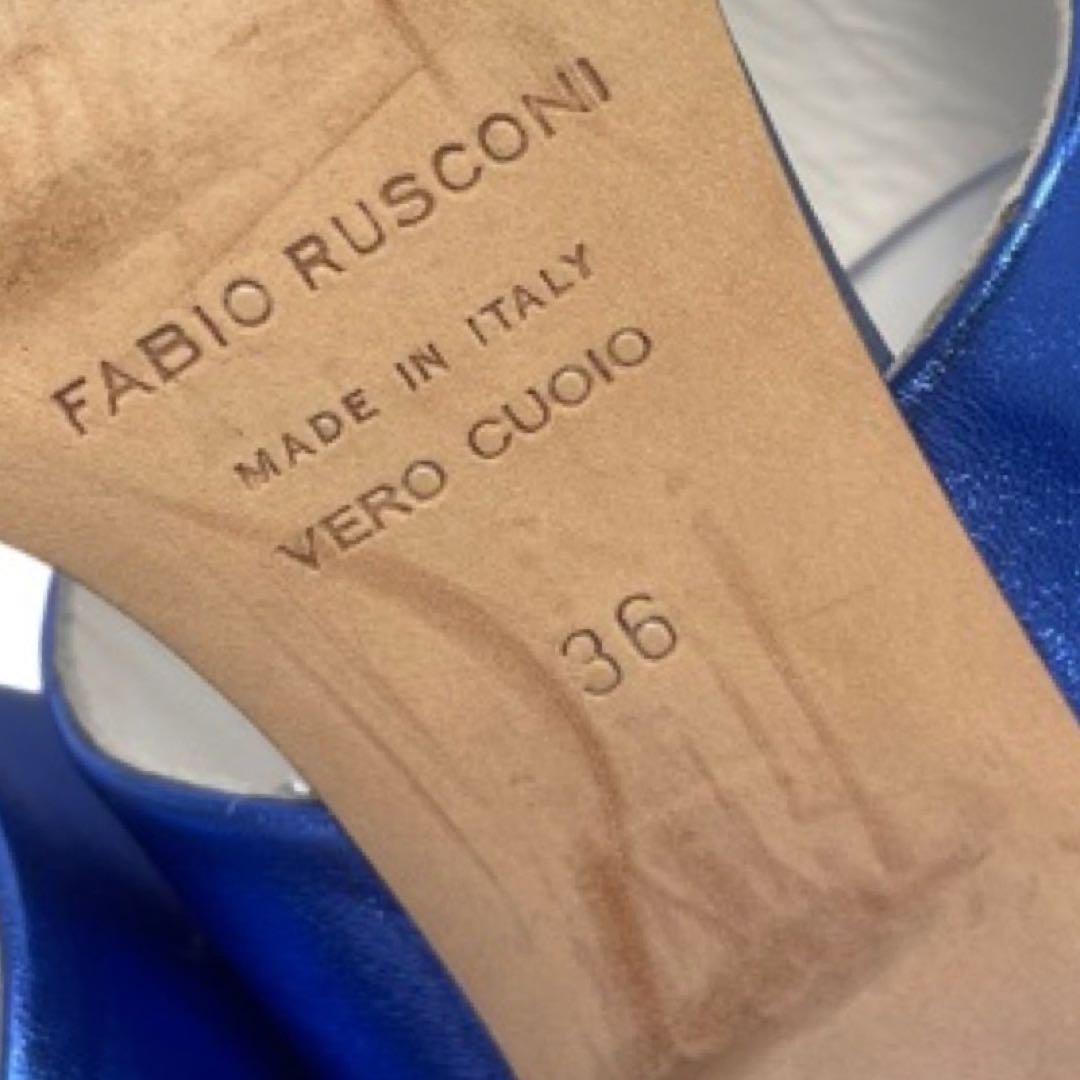 FABIO RUSCONI
MADE IN ITALY
VERO CUOIO
36